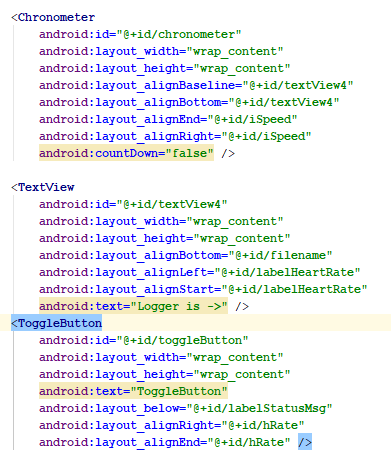 <Chronometer
android:id="@+id/chronometer"
android:layout_width="wrap_content"
android:layout_height="wrap_content"
android:layout_alignBaseline="@+id/textView4"
android:layout_alignBottom="@+id/textView4"
android:layout_alignEnd="@+id/iSpeed"
android:layout_alignRight="@+id/iSpeed"
android:countDown="false" />
<TextView
android:id="@+id/textView4"
android:layout_width="wrap_content"
android:layout_height="wrap_content"
android:layout_alignBottom="@+id/filename"
android:layout_alignLeft="@+id/labelHeartRate"
android:layout_alignStart="@+id/labelHeartRate"
android:text="Logger is ->" />
<ToggleButton
android:id="@+id/toggleButton"
android:layout_width="wrap_content"
android:layout_height="wrap_content"
android:text="ToggleButton"
android:layout_below="@+id/labelStatusMsg"
android:layout_alignRight="@+id/hRate"
android:layout_alignEnd="@+id/hRate" />